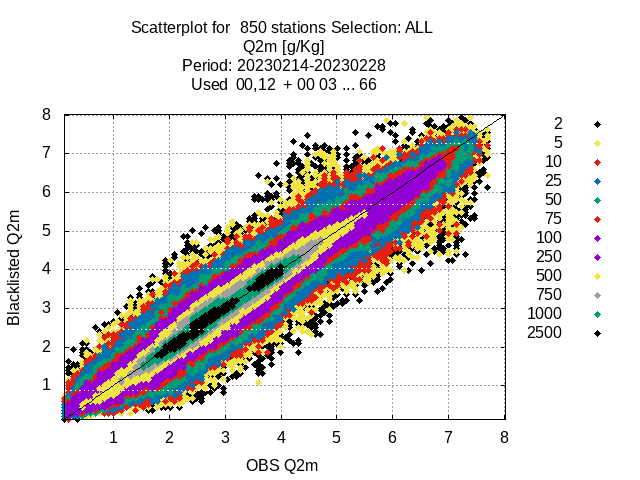 Scatterplot for  850 stations Selection: ALL
Q2m [g/Kg]
Period: 20230214-20230228
Used  00,12  + 00 03 ... 66
8
7
6
5
4
3
2
1
Blacklisted Q2m
1 2 3 4 5 6 7 8
OBS Q2m
2
5
10
25
50
75
100
250
500
750
1000
2500